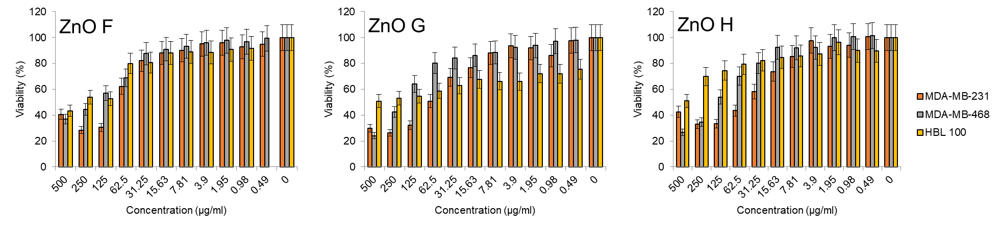 ZnO F
120
100
80
60
40
20
0
Viability (%)
500 250 125 62.5 31.25 15.63 7.81 3.9 1.95 0.98 0.49 0
Concentration (µg/ml)
ZnO G
120
100
80
60
40
20
0
Viability (%)
500 250 125 62.5 31.25 15.63 7.81 3.9 1.95 0.98 0.49 0
Concentration (µg/ml)
ZnO H
120
100
80
60
40
20
0
Viability (%)
500 250 125 62.5 31.25 15.63 7.81 3.9 1.95 0.98 0.49 0
Concentration (µg/ml)
MDA-MB-231
MDA-MB-468
HBL 100